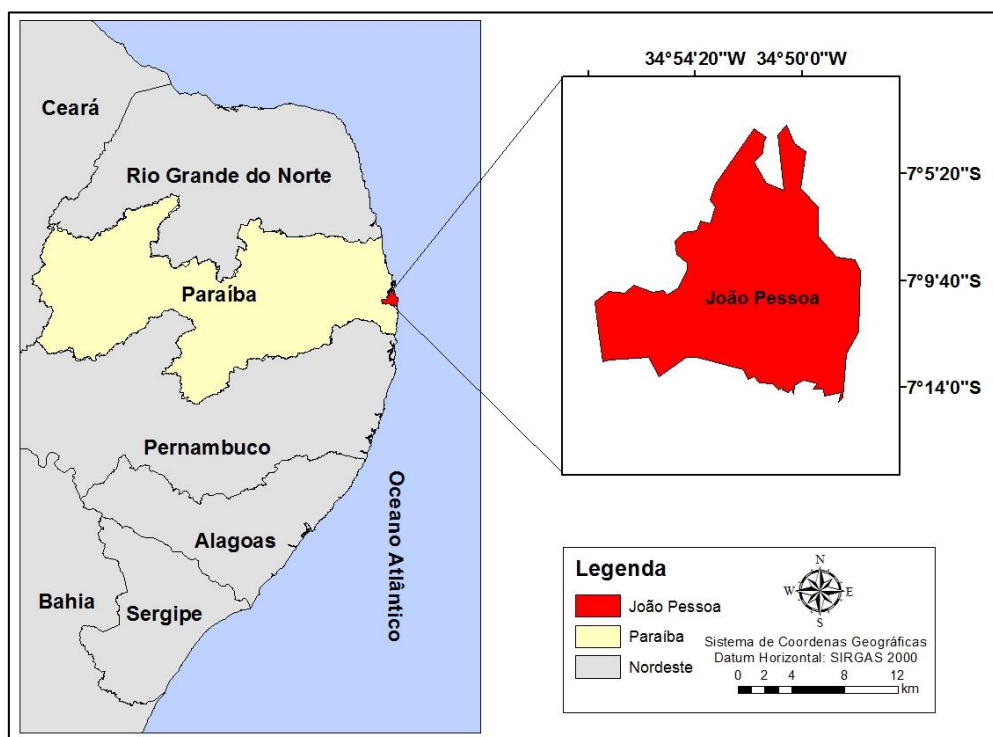 Ceará
Rio Grande do Norte
Paraíba
Pernambuco
Alagoas
Bahia
Sergipe
Oceano Atlântico
34°54'20"W 34°50'0"W
7°5'20"S
7°9'40"S
7°14'0"S
João Pessoa
Legenda
João Pessoa
Paraíba
Nordeste
N
W E
S
Sistema de Coordenas Geográficas
Datum Horizontal: SIRGAS 2000
0 2 4 8 12
km